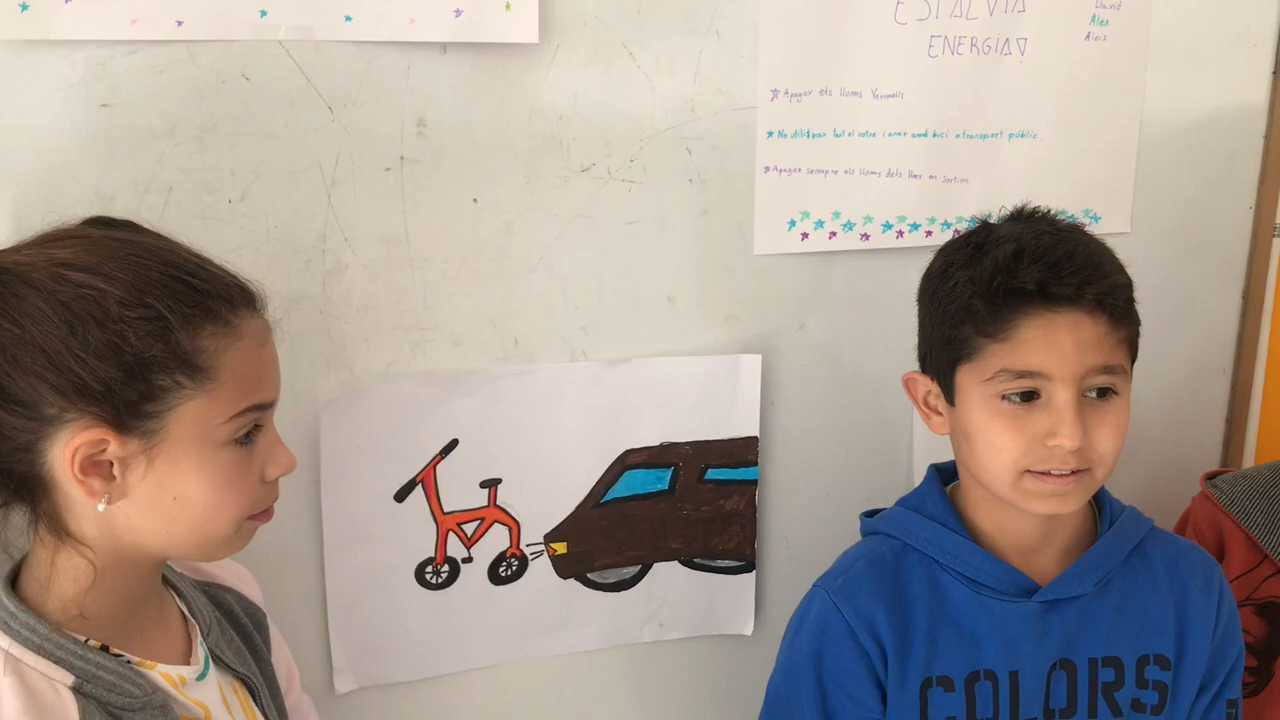 ESTALVIA
ENERGIA
David
Alex
Aleix
Apagar els llums Vermells
No utilitzar tant el cotxe i anar amb bici o transport públic.
Apagar sempre els llums dels llocs on sortim
COLORS